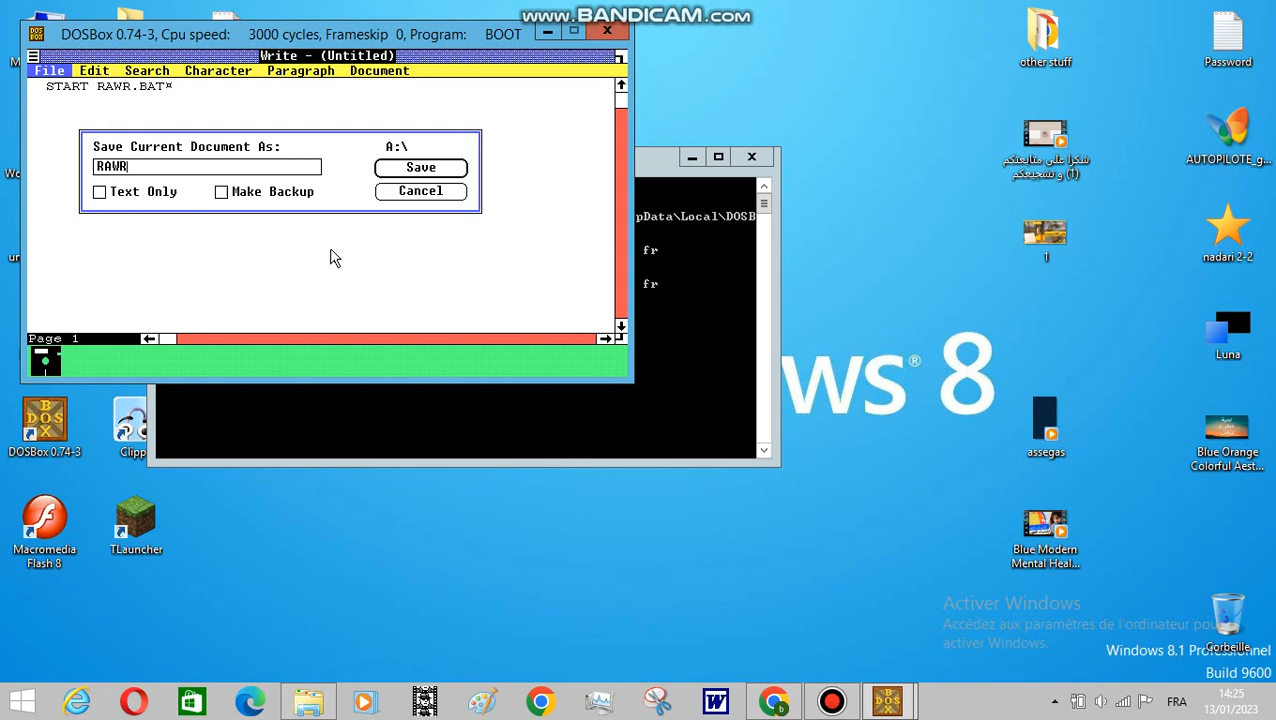 www.BANDICAM.com
DOSBox 0.74-3, Cpu speed: 3000 cycles, Frameskip 0, Program: BOOT
Write - (Untitled)
File Edit Search Character Paragraph Document
START RAWR.BAT¤
Save Current Document As: A:\
RAWR
Save
Text Only Make Backup Cancel
Page 1
pData\Local\DOSB
fr
fr
ws® 8
DOSBox 0.74-3
Clipp
Macromedia Flash 8
TLauncher
other stuff
Password
شكرا على متابعتكم
(1) و تشجيعكم
AUTOPILOTE_g...
1
nadari 2-2
Luna
assegas
Blue Orange
Colorful Aest...
Blue Modern
Mental Heal...
Corbeille
Activer Windows
Accédez aux paramètres de l'ordinateur pou
activer Windows.
Windows 8.1 Professionnel
Build 9600
FRA
14:25
13/01/2023